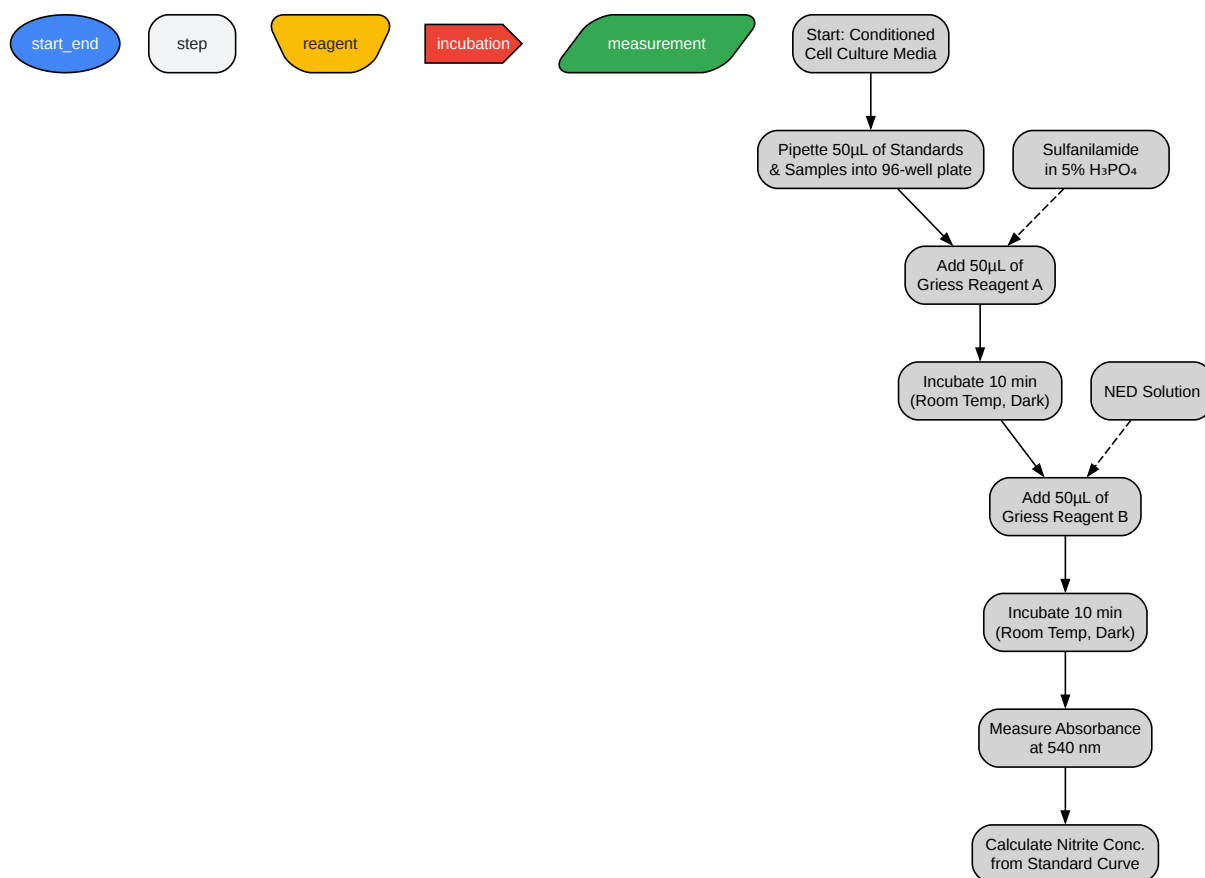 start_end
step
reagent
incubation
measurement
Start: Conditioned
Cell Culture Media
Pipette 50µL of Standards
& Samples into 96-well plate
Sulfanilamide
in 5% H₃PO₄
Add 50µL of
Griess Reagent A
Incubate 10 min
(Room Temp, Dark)
NED Solution
Add 50µL of
Griess Reagent B
Incubate 10 min
(Room Temp, Dark)
Measure Absorbance
at 540 nm
Calculate Nitrite Conc.
from Standard Curve